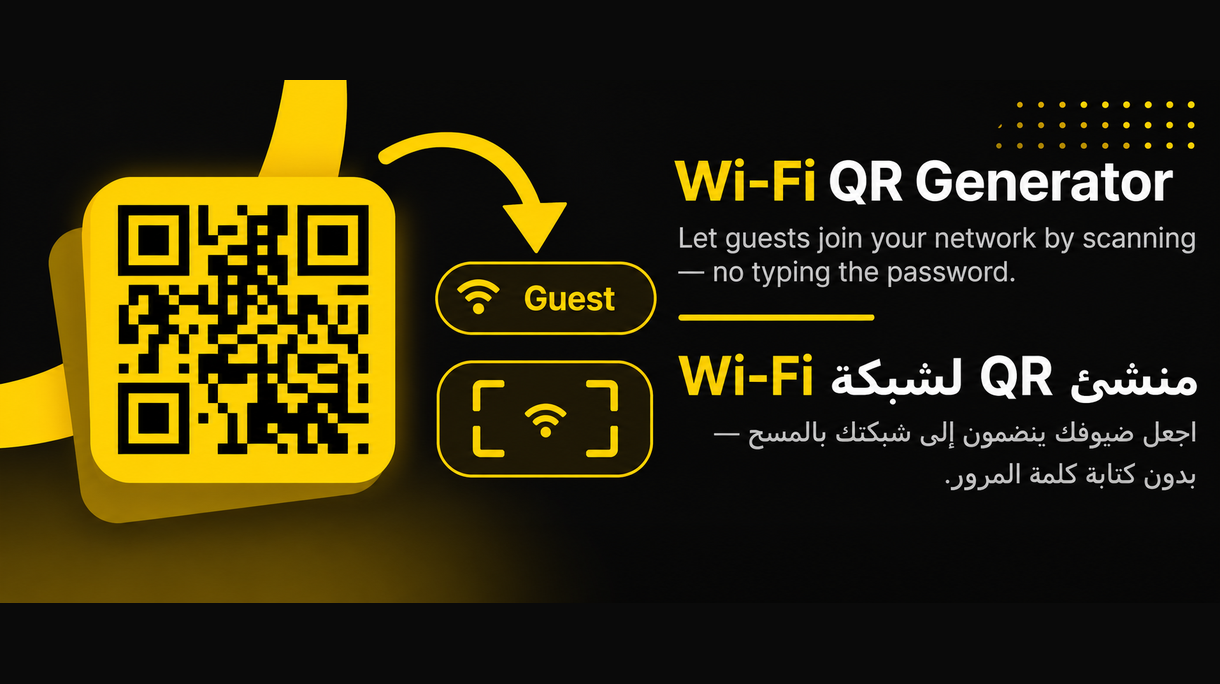 Guest
Wi-Fi QR Generator
Let guests join your network by scanning
— no typing the password.
منشئ QR لشبكة Wi-Fi
اجعل ضيوفك ينضمون إلى شبكتك بالمسح —
بدون كتابة كلمة المرور.